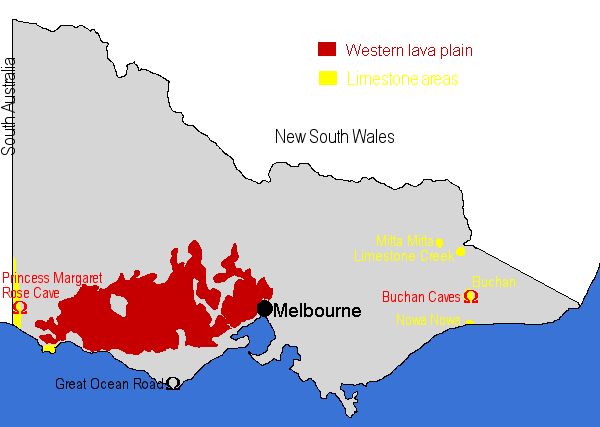 Western lava plain
Limestone areas
South Australia
New South Wales
Mitta Mitta
Limestone Creek
Princess Margaret
Rose Cave
Ω
Buchan
Buchan Caves Ω
Melbourne
Nowa Nowa
Great Ocean Road Ω